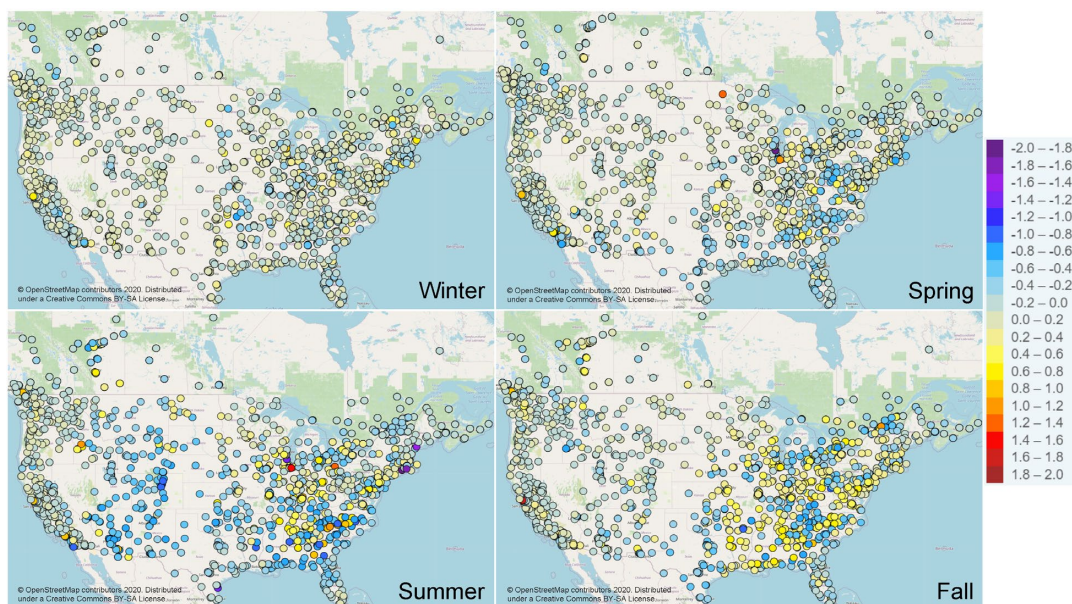 © OpenStreetMap contributors 2020. Distributed
under a Creative Commons BY-SA License.
Winter
© OpenStreetMap contributors 2020. Distributed
under a Creative Commons BY-SA License.
Spring
-2.0 – -1.8
-1.8 – -1.6
-1.6 – -1.4
-1.4 – -1.2
-1.2 – -1.0
-1.0 – -0.8
-0.8 – -0.6
-0.6 – -0.4
-0.4 – -0.2
-0.2 – 0.0
0.0 – 0.2
0.2 – 0.4
0.4 – 0.6
0.6 – 0.8
0.8 – 1.0
1.0 – 1.2
1.2 – 1.4
1.4 – 1.6
1.6 – 1.8
1.8 – 2.0
© OpenStreetMap contributors 2020. Distributed
under a Creative Commons BY-SA License.
Summer
© OpenStreetMap contributors 2020. Distributed
under a Creative Commons BY-SA License.
Fall